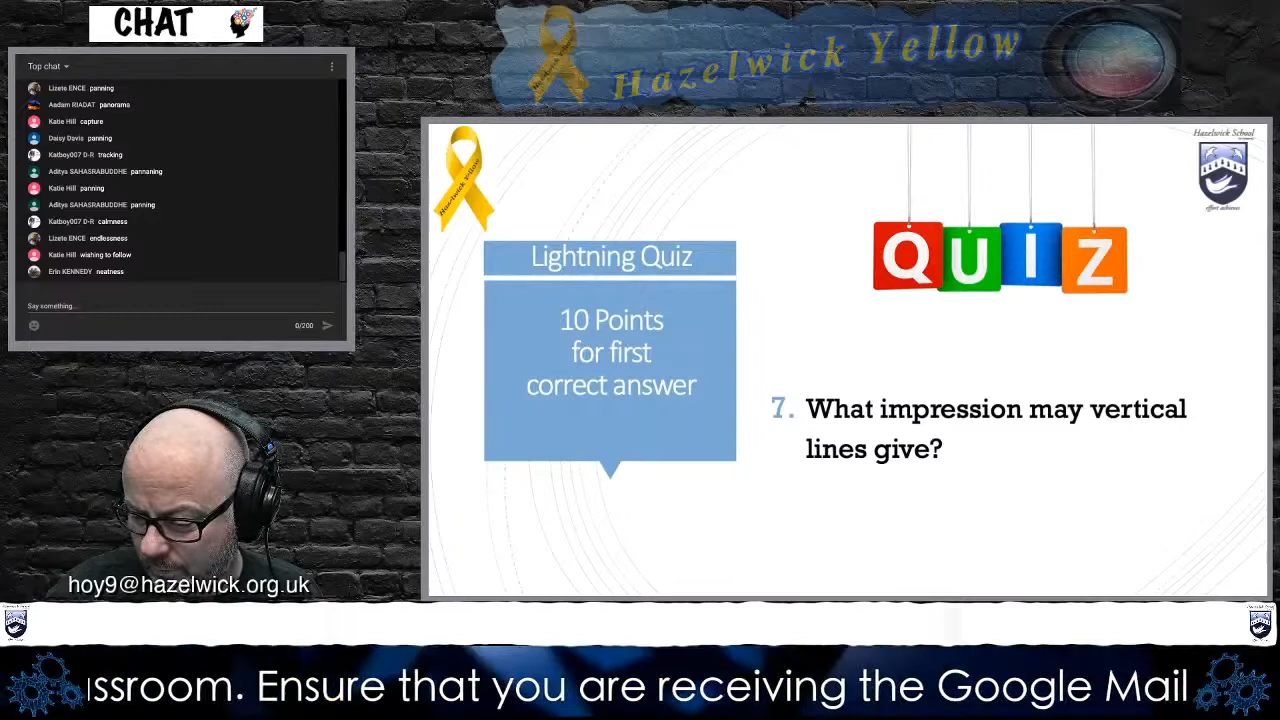 CHAT
Top chat
Lizete ENCE panning
Aadam RIADAT panorama
Katie Hill capture
Daisy Davis panning
Katboy007 D-R tracking
Aditya SAHASRABUDDHE pannaning
Katie Hill panning
Aditya SAHASRABUDDHE panning
Katboy007 D-R calmness
Lizete ENCE endlessness
Katie Hill wishing to follow
Erin KENNEDY neatness
Say something...
0/200
hoy9@hazelwick.org.uk
Hazelwick Yellow
Hazelwick Yellow
Hazelwick School
effort achieves
QUIZ
Lightning Quiz
10 Points
for first
correct answer
7. What impression may vertical
lines give?
ssroom. Ensure that you are receiving the Google Mail